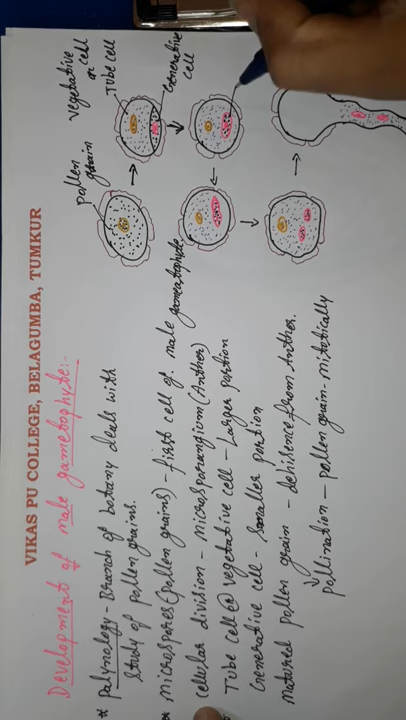 VIKAS PU COLLEGE, BELAGUMBA, TUMKUR
Development of male gametophyte:-
* Palynology - Branch of botany deals with
study of pollen grains.
* microspores (pollen grains) - first cell of male gameatophyte
cellular division - microsporangium (Anther)
Tube cell @ vegetative cell - Larger portion
Generative cell - smaller portion
matured pollen grain - dehisence from Anther.
pollination - pollen grain - mitotically
pollen
grain
vegetative
or cell
Tube cell
Generative
cell